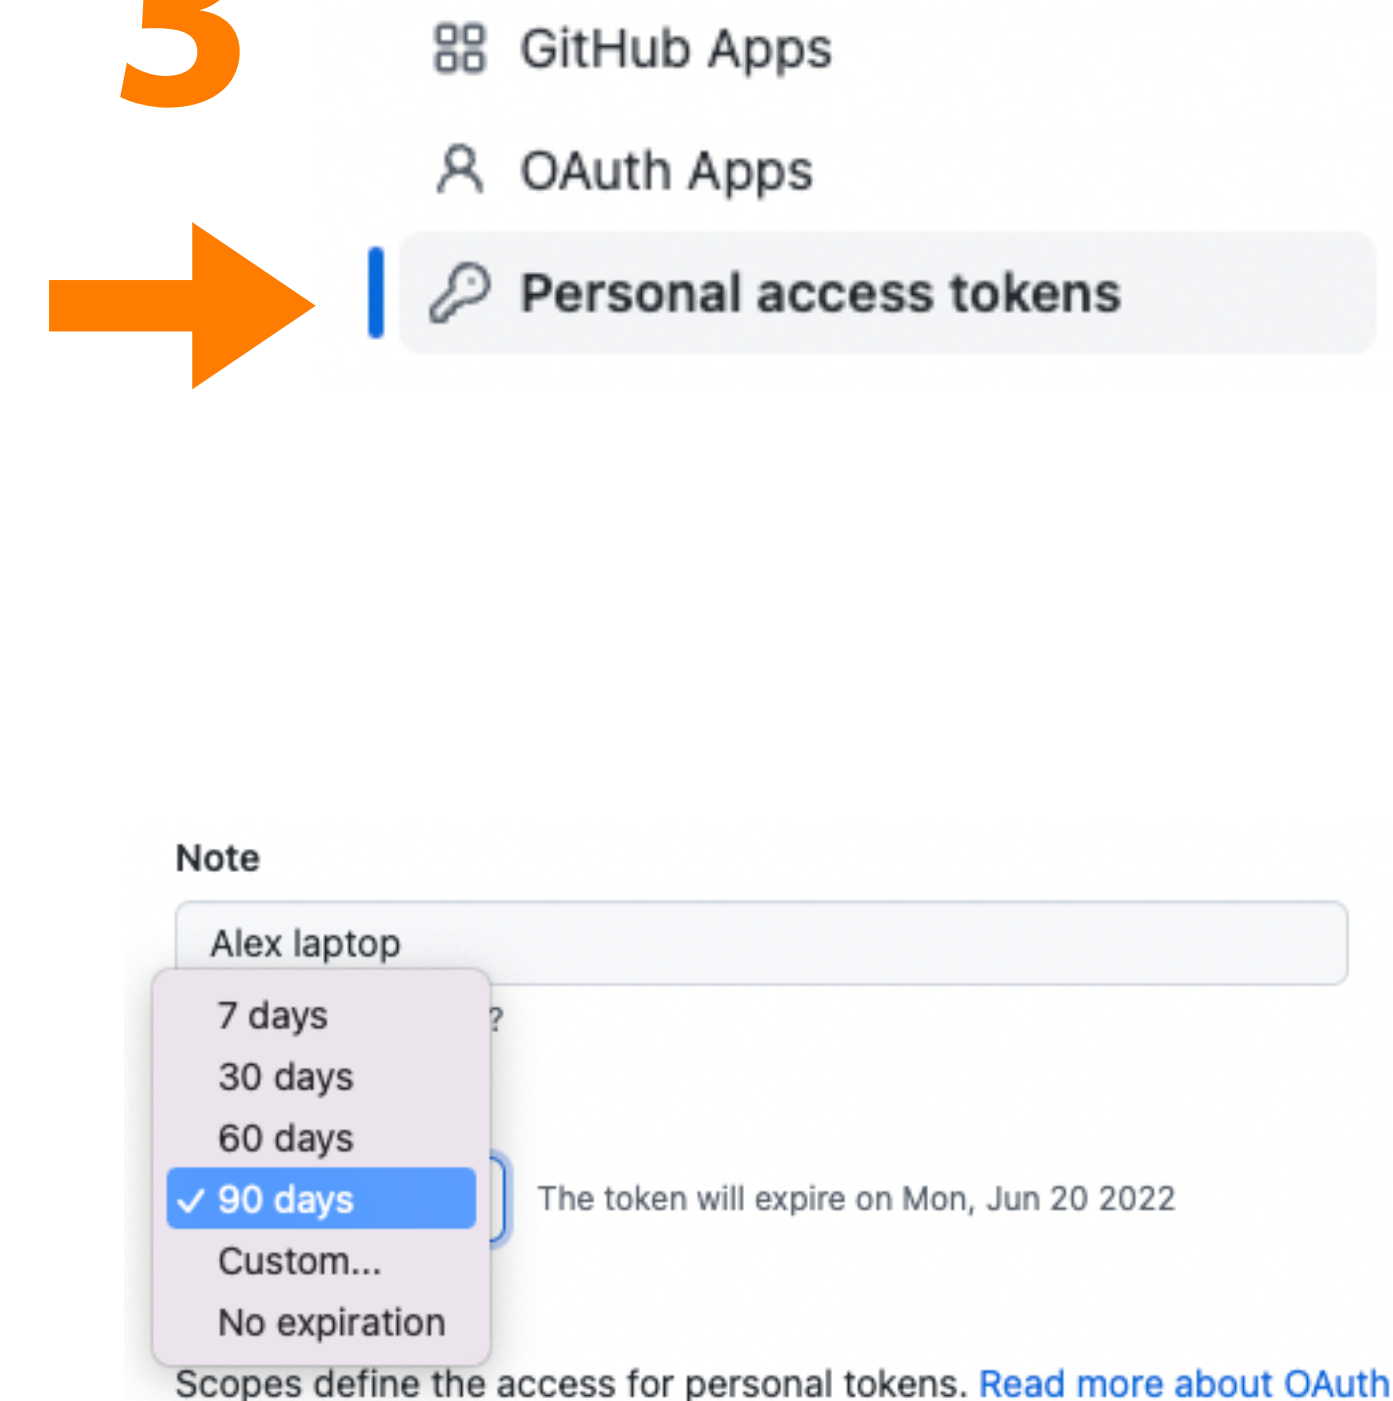 3
GitHub Apps
OAuth Apps
Personal access tokens
Note
Alex laptop
7 days
?
30 days
60 days
✓ 90 days
The token will expire on Mon, Jun 20 2022
Custom...
No expiration
Scopes define the access for personal tokens. Read more about OAuth